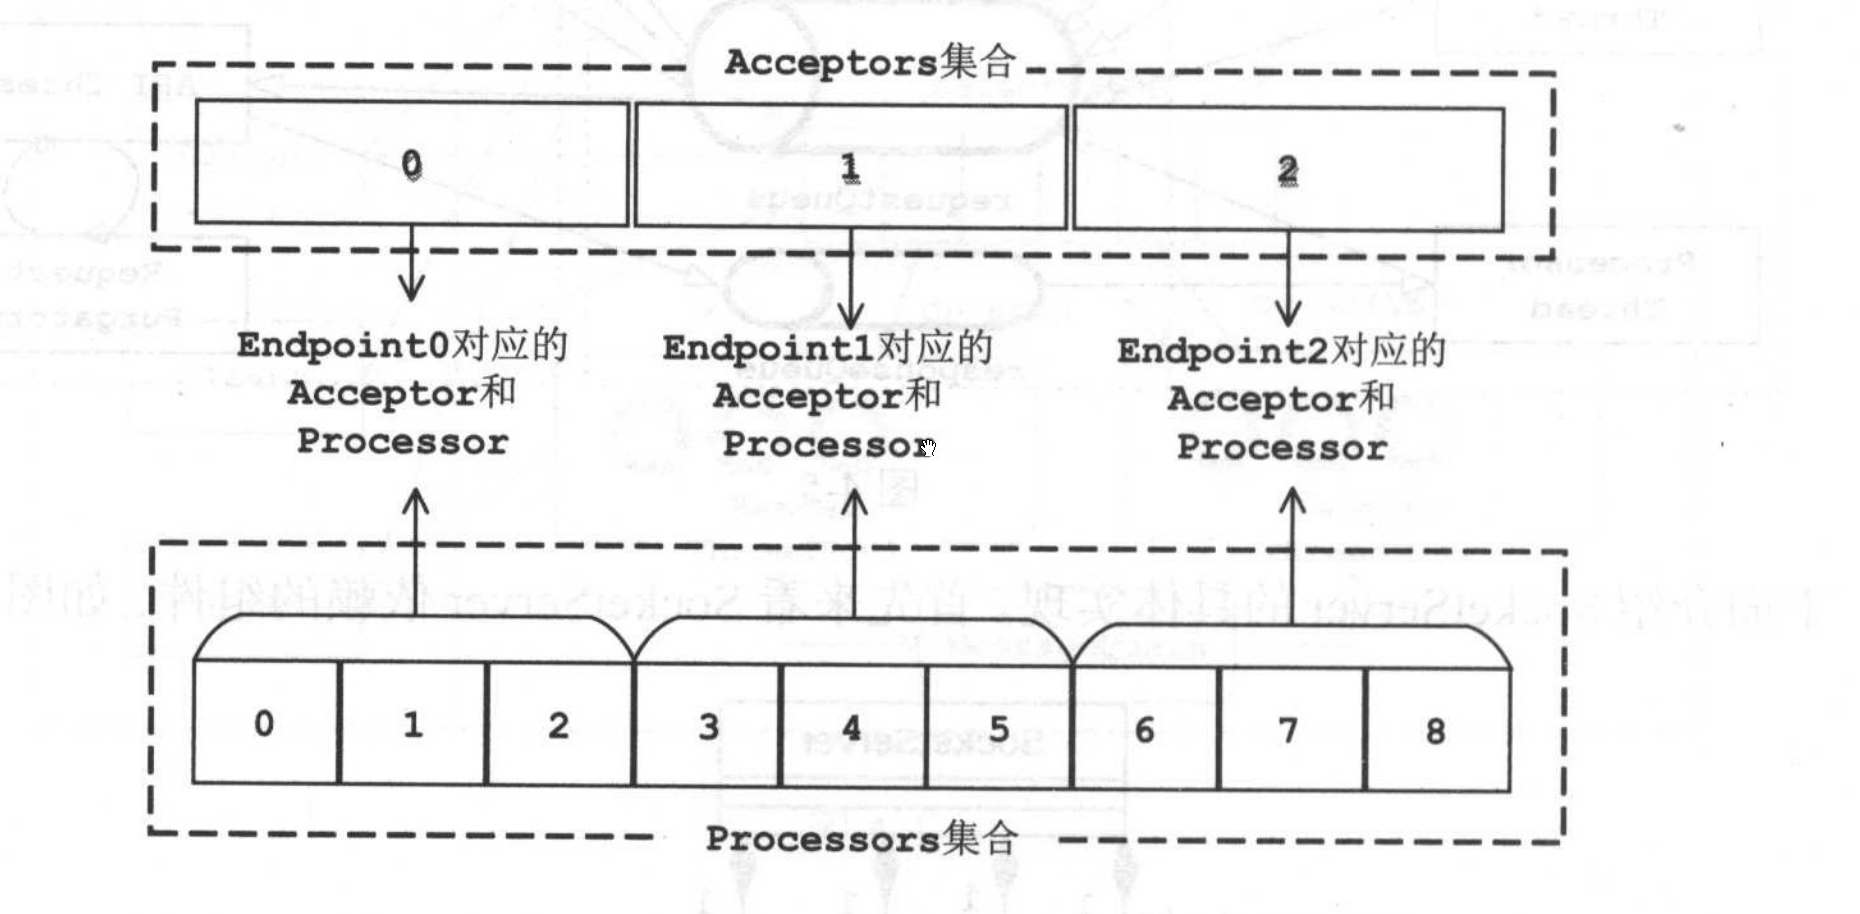 Acceptors集合
0 1 2
Endpoint0对应的 Endpoint1对应的 Endpoint2对应的
Acceptor和 Acceptor和 Acceptor和
Processor Processor Processor
0 1 2 3 4 5 6 7 8
Processors集合